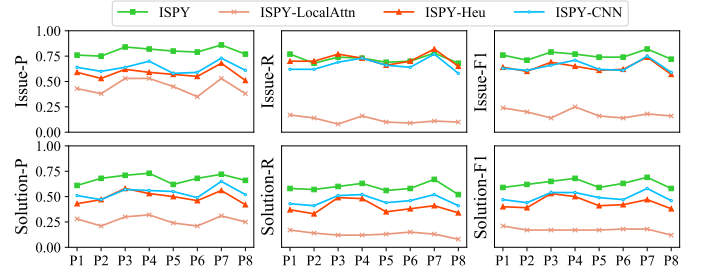 ISPY ISPY-LocalAttn ISPY-Heu ISPY-CNN
Issue-P
1.00
0.75
0.50
0.25
0.00
Issue-R
Issue-F1
Solution-P
1.00
0.75
0.50
0.25
0.00
P1 P2 P3 P4 P5 P6 P7 P8
Solution-R
P1 P2 P3 P4 P5 P6 P7 P8
Solution-F1
P1 P2 P3 P4 P5 P6 P7 P8